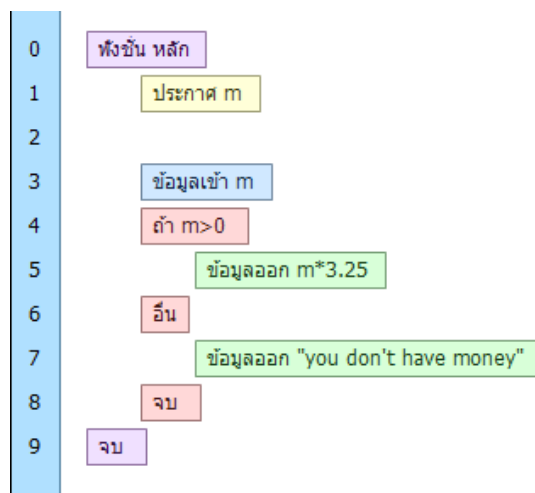 0 ฟังชั่น หลัก
1 ประกาศ m
2
3 ข้อมูลเข้า m
4 ถ้า m>0
5 ข้อมูลออก m*3.25
6 อื่น
7 ข้อมูลออก "you don't have money"
8 จบ
9 จบ